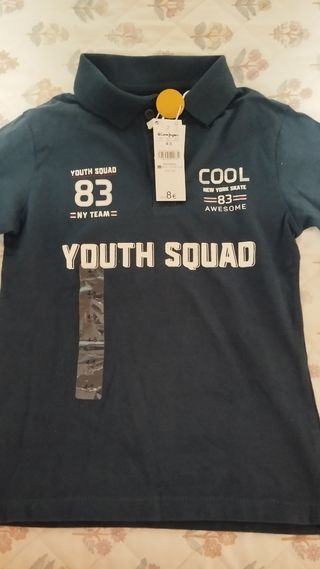 YOUTH SQUAD
83
NY TEAM
COOL
NEW YORK SKATE
83
AWESOME
8€
YOUTH SQUAD